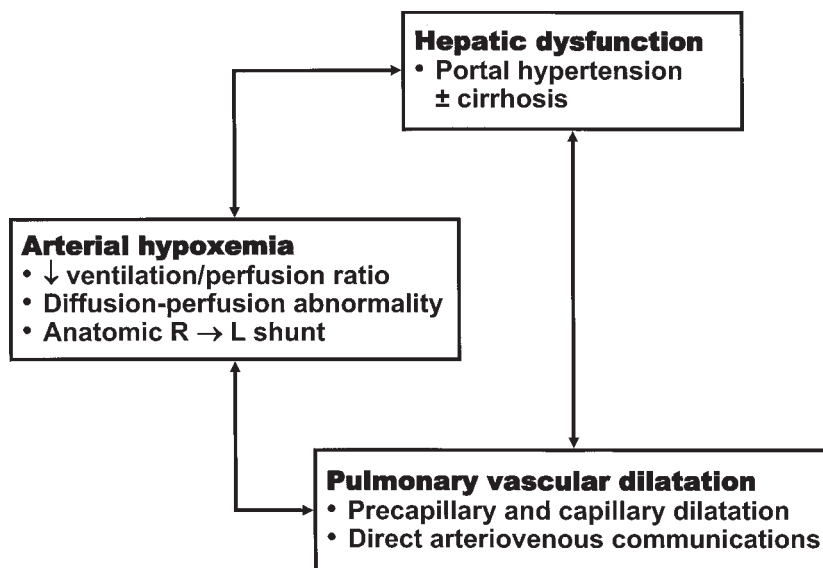 Hepatic dysfunction
• Portal hypertension
± cirrhosis
Arterial hypoxemia
• ↓ ventilation/perfusion ratio
• Diffusion-perfusion abnormality
• Anatomic R → L shunt
Pulmonary vascular dilatation
• Precapillary and capillary dilatation
• Direct arteriovenous communications